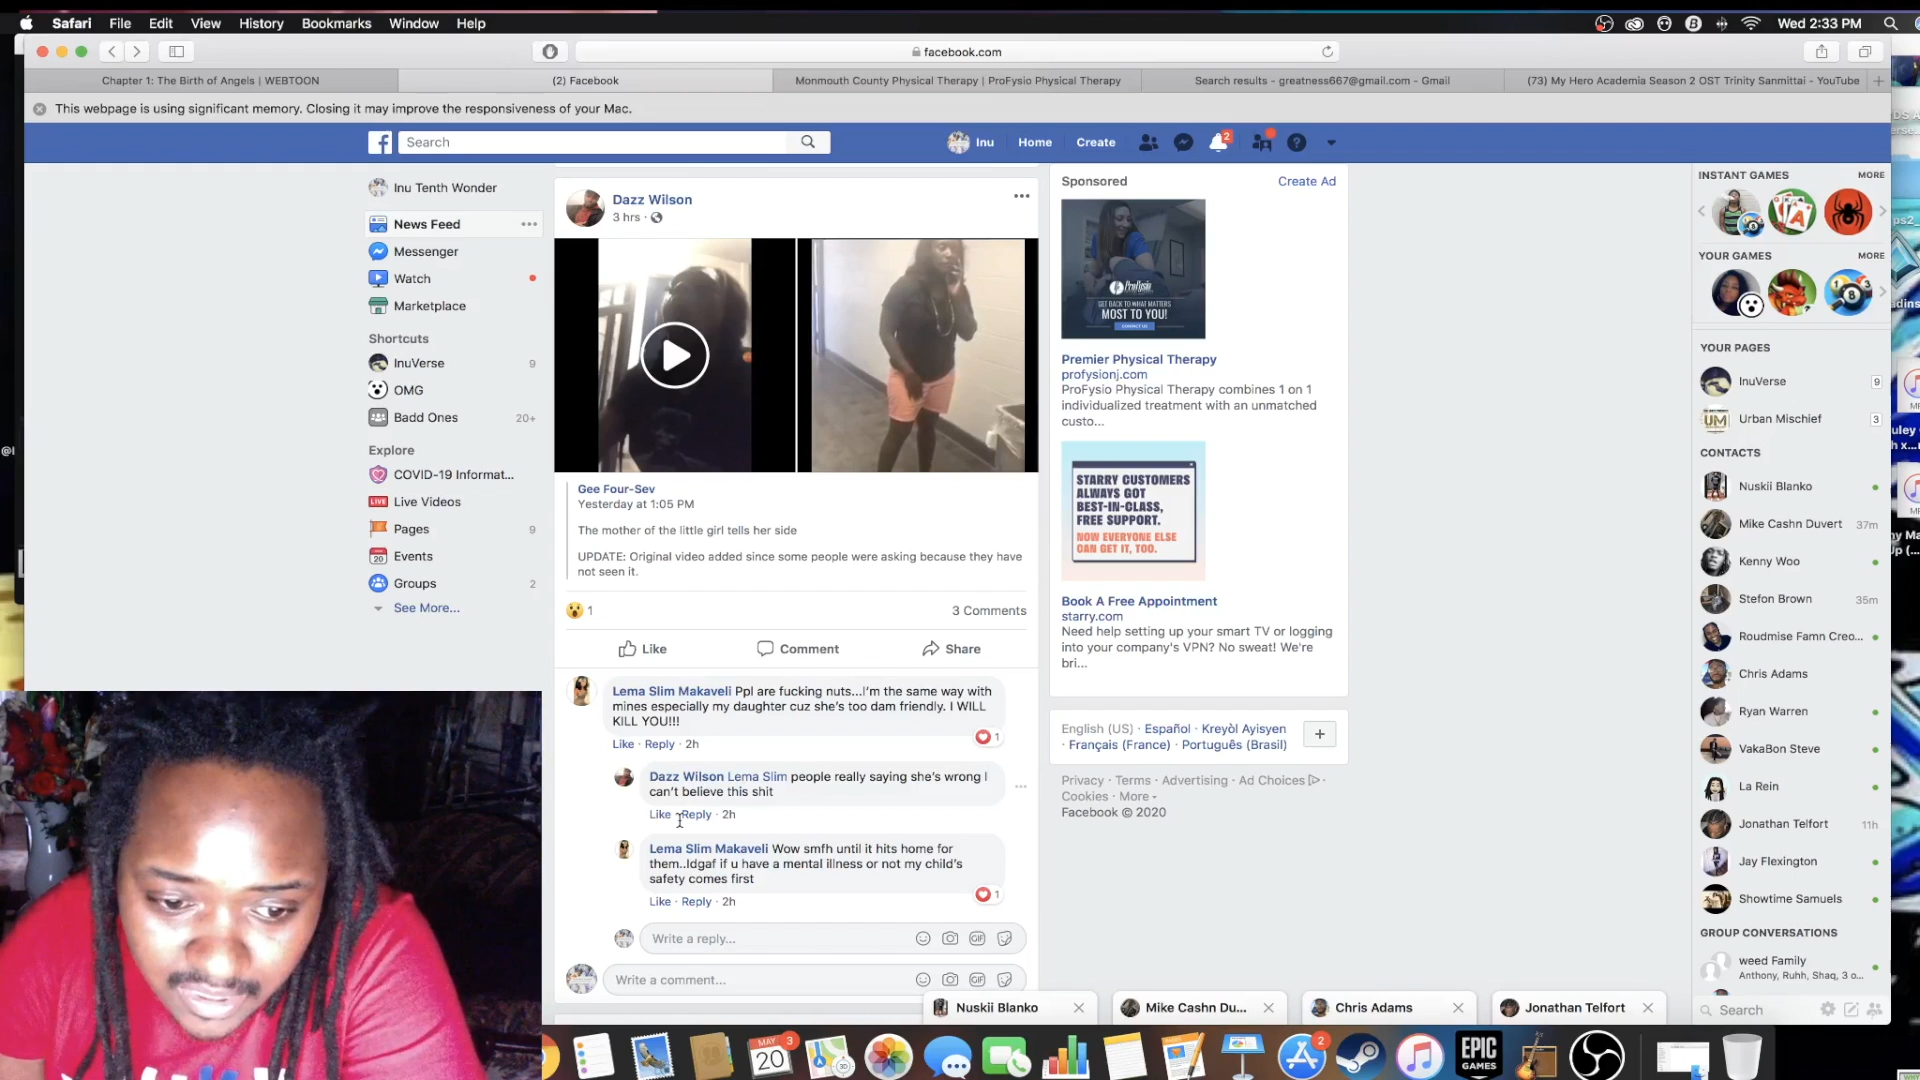 Safari File Edit View History Bookmarks Window Help
Wed 2:33 PM
facebook.com
Chapter 1: The Birth of Angels | WEBTOON
(2) Facebook
Monmouth County Physical Therapy | ProFysio Physical Therapy
Search results - greatness667@gmail.com - Gmail
(73) My Hero Academia Season 2 OST Trinity Sanmittai - YouTube
This webpage is using significant memory. Closing it may improve the responsiveness of your Mac.
Search
Inu Home Create
2
Inu Tenth Wonder
News Feed
Messenger
Watch
Marketplace
Shortcuts
InuVerse 9
OMG
Badd Ones 20+
Explore
COVID-19 Informat...
Live Videos
Pages 9
Events
Groups 2
See More...
Dazz Wilson
3 hrs
Gee Four-Sev
Yesterday at 1:05 PM
The mother of the little girl tells her side
UPDATE: Original video added since some people were asking because they have
not seen it.
1
3 Comments
Like Comment Share
Lema Slim Makaveli Ppl are fucking nuts...I'm the same way with
mines especially my daughter cuz she's too dam friendly. I WILL
KILL YOU!!!
1
Like · Reply · 2h
Dazz Wilson Lema Slim people really saying she's wrong I
can't believe this shit
Like · Reply · 2h
Lema Slim Makaveli Wow smfh until it hits home for
them..Idgaf if u have a mental illness or not my child's
safety comes first
1
Like · Reply · 2h
Write a reply...
Write a comment...
Sponsored Create Ad
ProFysio
GET BACK TO WHAT MATTERS
MOST TO YOU!
CONTACT US
Premier Physical Therapy
profysionj.com
ProFysio Physical Therapy combines 1 on 1
individualized treatment with an unmatched
custo...
STARRY CUSTOMERS
ALWAYS GOT
BEST-IN-CLASS,
FREE SUPPORT.
NOW EVERYONE ELSE
CAN GET IT, TOO.
Book A Free Appointment
starry.com
Need help setting up your smart TV or logging
into your company's VPN? No sweat! We're
bri...
English (US) · Español · Kreyòl Ayisyen
· Français (France) · Português (Brasil)
Privacy · Terms · Advertising · Ad Choices ·
Cookies · More
Facebook © 2020
INSTANT GAMES MORE
YOUR GAMES MORE
YOUR PAGES
InuVerse 9
Urban Mischief 3
CONTACTS
Nuskii Blanko
Mike Cashn Duvert 37m
Kenny Woo
Stefon Brown 35m
Roudmise Famn Creo...
Chris Adams
Ryan Warren
VakaBon Steve
La Rein
Jonathan Telfort 11h
Jay Flexington
Showtime Samuels
GROUP CONVERSATIONS
weed Family
Anthony, Ruhh, Shaq, 3 o...
Search
Nuskii Blanko
Mike Cashn Du...
Chris Adams
Jonathan Telfort
MAY
20
3
2
EPIC
GAMES